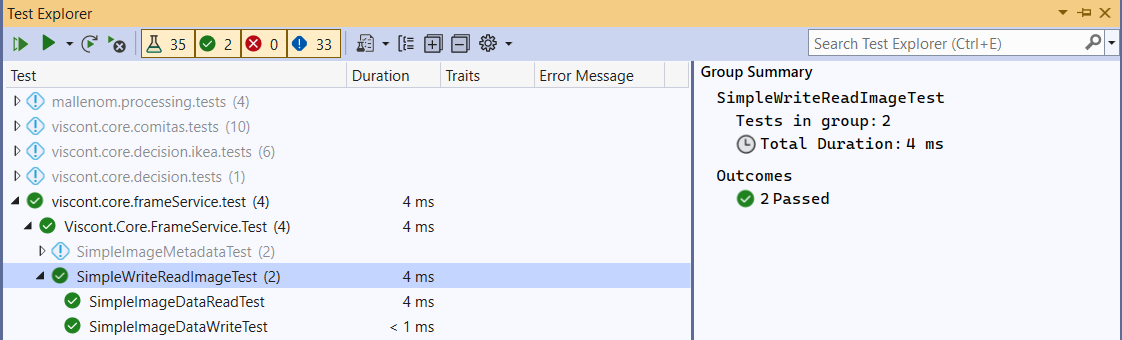 Test Explorer
35 2 0 33
Search Test Explorer (Ctrl+E)
Test Duration Traits Error Message
mallenom.processing.tests (4)
viscont.core.comitas.tests (10)
viscont.core.decision.ikea.tests (6)
viscont.core.decision.tests (1)
viscont.core.frameService.test (4) 4 ms
Viscont.Core.FrameService.Test (4) 4 ms
SimpleImageMetadataTest (2)
SimpleWriteReadImageTest (2) 4 ms
SimpleImageDataReadTest 4 ms
SimpleImageDataWriteTest < 1 ms
Group Summary
SimpleWriteReadImageTest
Tests in group: 2
Total Duration: 4 ms
Outcomes
2 Passed